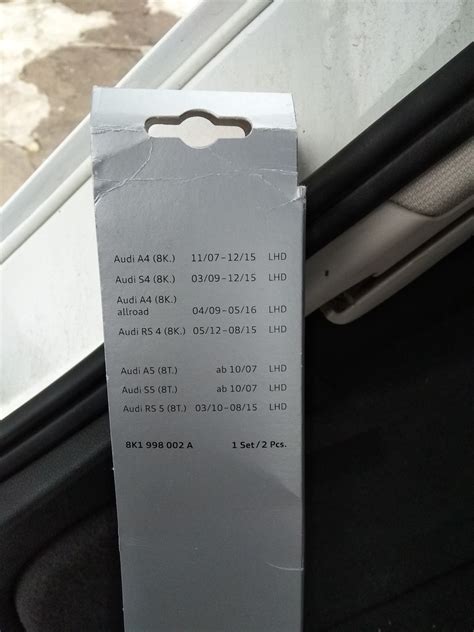 Audi A4 (8K.) 11/07-12/15 LHD
Audi S4 (8K.) 03/09-12/15 LHD
Audi A4 (8K.)
allroad 04/09-05/16 LHD
Audi RS 4 (8K.) 05/12-08/15 LHD
Audi A5 (8T.) ab 10/07 LHD
Audi S5 (8T.) ab 10/07 LHD
Audi RS 5 (8T.) 03/10-08/15 LHD
8K1 998 002 A 1 Set/2 Pcs.